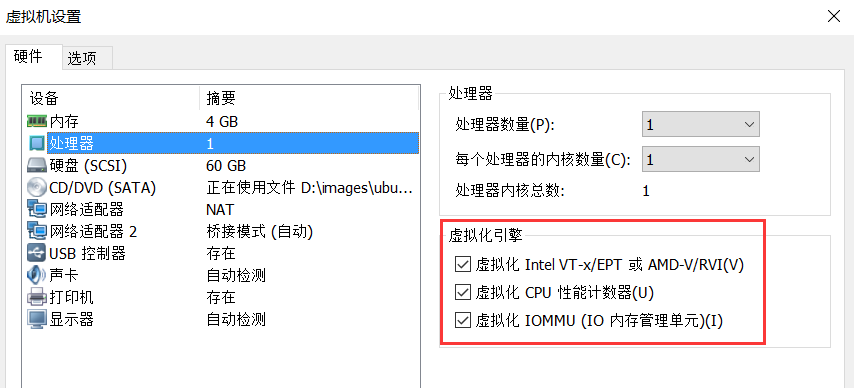 虚拟机设置
硬件 选项
设备 摘要
内存 4 GB
处理器 1
硬盘 (SCSI) 60 GB
CD/DVD (SATA) 正在使用文件 D:\images\ubu...
网络适配器 NAT
网络适配器 2 桥接模式 (自动)
USB 控制器 存在
声卡 自动检测
打印机 存在
显示器 自动检测
处理器
处理器数量(P): 1
每个处理器的内核数量(C): 1
处理器内核总数: 1
虚拟化引擎
虚拟化 Intel VT-x/EPT 或 AMD-V/RVI(V)
虚拟化 CPU 性能计数器(U)
虚拟化 IOMMU (IO 内存管理单元)(I)